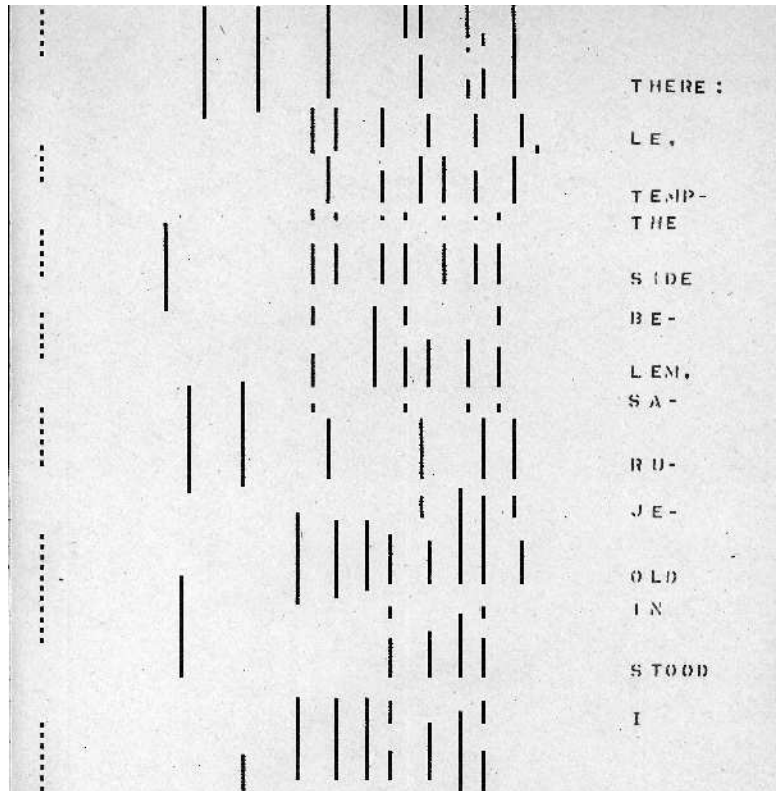 I
STOOD
IN
OLD
JE-
RU-
SA-
LEM,
BE-
SIDE
THE
TEMP-
LE,
THERE: